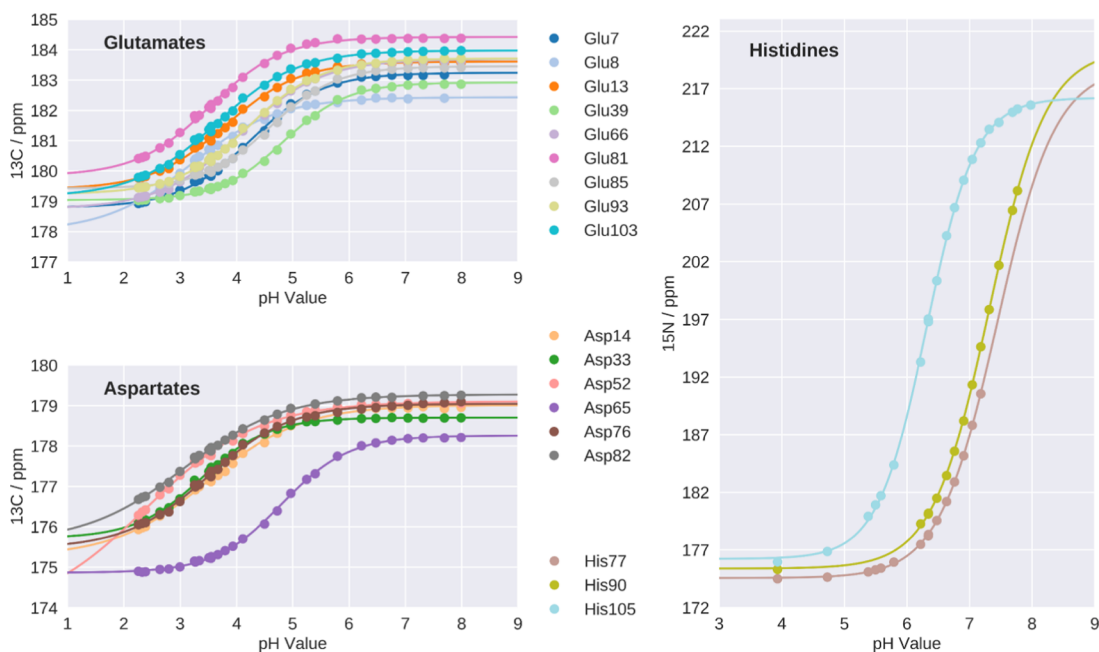 Glutamates
185
184
183
182
181
180
179
178
177
13C / ppm
1 2 3 4 5 6 7 8 9
pH Value
Glu7
Glu8
Glu13
Glu39
Glu66
Glu81
Glu85
Glu93
Glu103
Aspartates
180
179
178
177
176
175
174
13C / ppm
1 2 3 4 5 6 7 8 9
pH Value
Asp14
Asp33
Asp52
Asp65
Asp76
Asp82
His77
His90
His105
Histidines
222
217
212
207
202
197
192
187
182
177
172
15N / ppm
3 4 5 6 7 8 9
pH Value